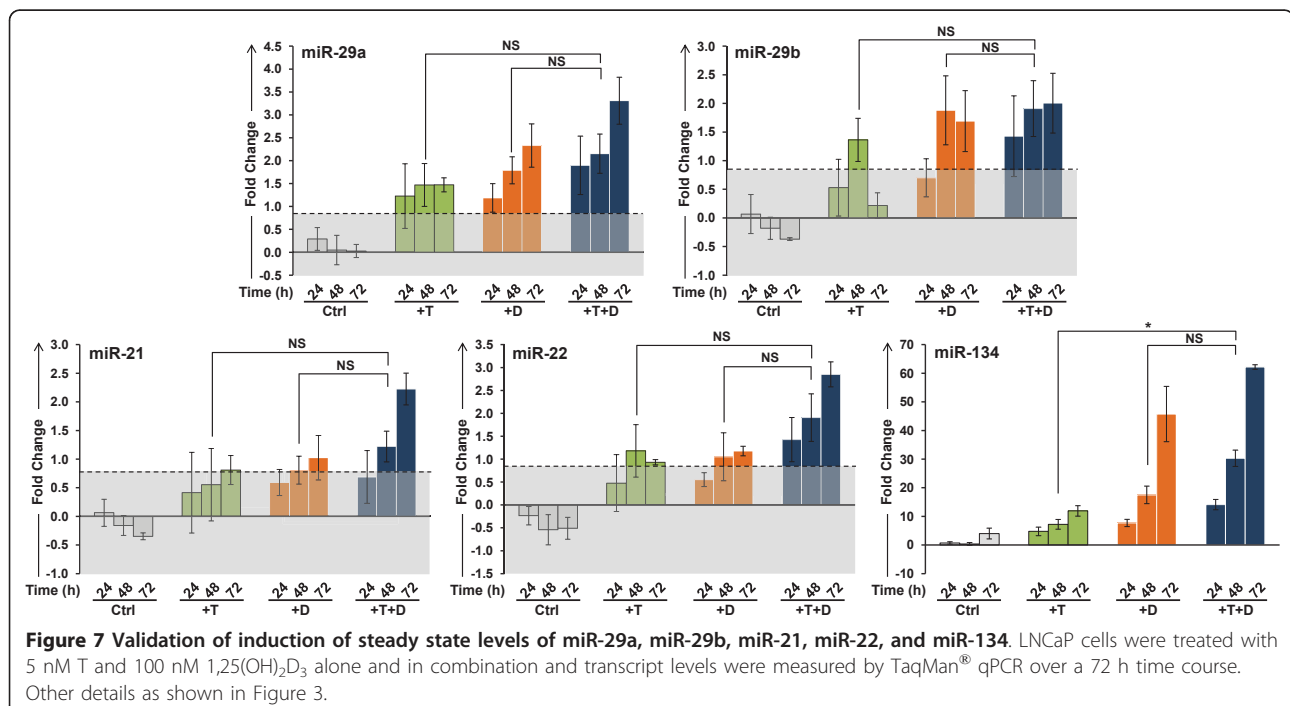 miR-29a
Fold Change
4.5
4.0
3.5
3.0
2.5
2.0
1.5
1.0
0.5
0.0
-0.5
NS
NS
Time (h)
24 48 72 24 48 72 24 48 72 24 48 72
Ctrl +T +D +T+D
miR-29b
Fold Change
3.0
2.5
2.0
1.5
1.0
0.5
0.0
-0.5
-1.0
NS
NS
Time (h)
24 48 72 24 48 72 24 48 72 24 48 72
Ctrl +T +D +T+D
miR-21
Fold Change
3.0
2.5
2.0
1.5
1.0
0.5
0.0
-0.5
-1.0
NS
NS
Time (h)
24 48 72 24 48 72 24 48 72 24 48 72
Ctrl +T +D +T+D
miR-22
Fold Change
3.5
3.0
2.5
2.0
1.5
1.0
0.5
0.0
-0.5
-1.0
-1.5
NS
NS
Time (h)
24 48 72 24 48 72 24 48 72 24 48 72
Ctrl +T +D +T+D
miR-134
Fold Change
70
60
50
40
30
20
10
0
-10
*
NS
Time (h)
24 48 72 24 48 72 24 48 72 24 48 72
Ctrl +T +D +T+D
Figure 7 Validation of induction of steady state levels of miR-29a, miR-29b, miR-21, miR-22, and miR-134. LNCaP cells were treated with
5 nM T and 100 nM 1,25(OH)₂D₃ alone and in combination and transcript levels were measured by TaqMan® qPCR over a 72 h time course.
Other details as shown in Figure 3.